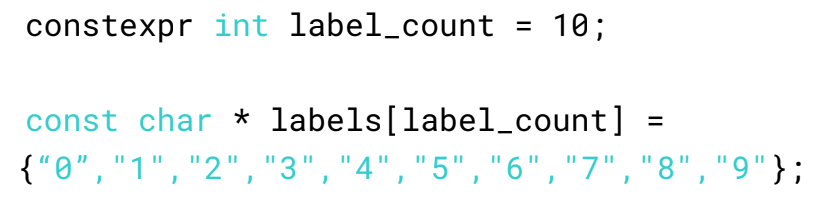 constexpr int label_count = 10;
const char * labels[label_count] =
{“0”,"1","2","3","4","5","6","7","8","9"};